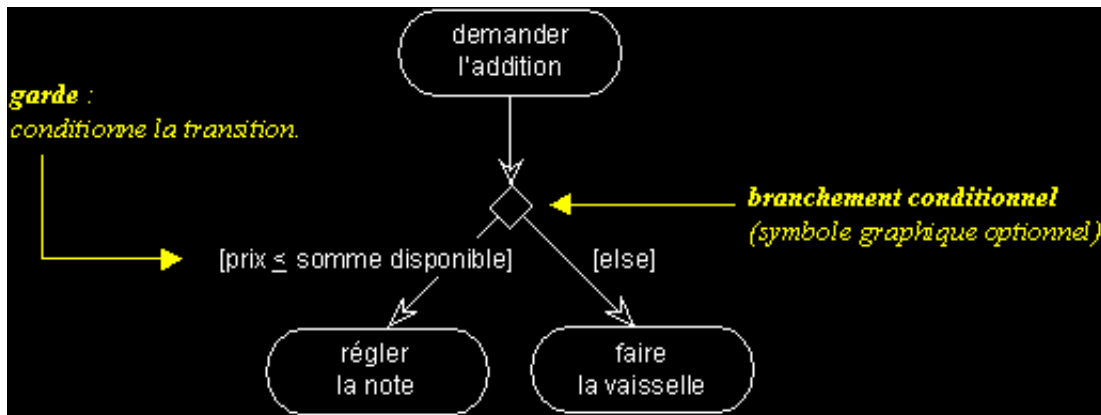 demander
l'addition
garde :
conditionne la transition.
branchement conditionnel
(symbole graphique optionnel)
[prix ≤ somme disponible]
[else]
régler
la note
faire
la vaisselle